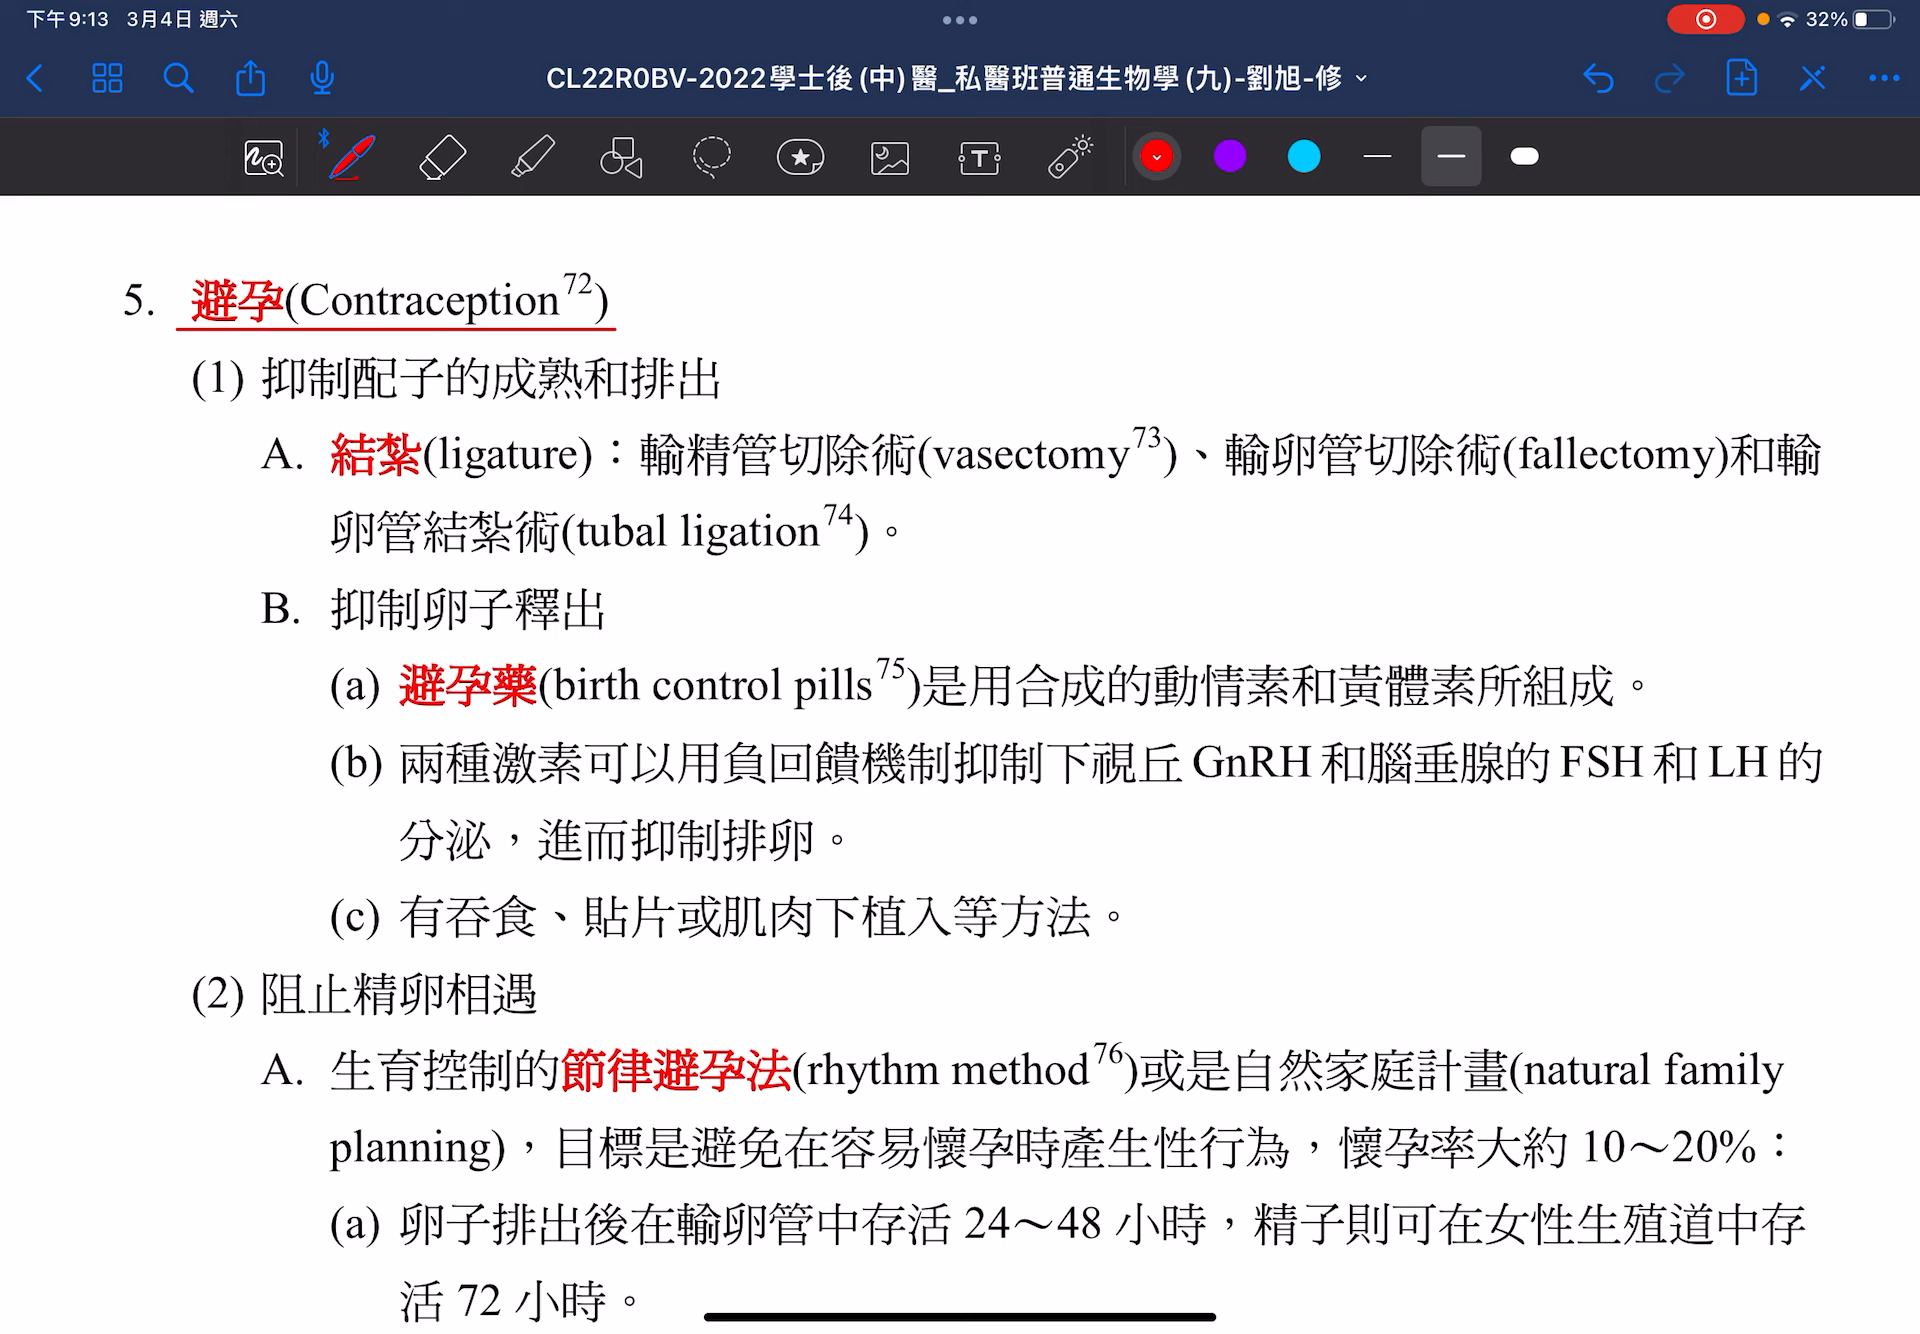 下午9:13 3月4日 週六 32%
CL22R0BV-2022學士後(中)醫_私醫班普通生物學(九)-劉旭-修
5. 避孕(Contraception72)
(1) 抑制配子的成熟和排出
A. 結紮(ligature)：輸精管切除術(vasectomy73)、輸卵管切除術(fallectomy)和輸
卵管結紮術(tubal ligation74)。
B. 抑制卵子釋出
(a) 避孕藥(birth control pills75)是用合成的動情素和黃體素所組成。
(b) 兩種激素可以用負回饋機制抑制下視丘 GnRH 和腦垂腺的 FSH 和 LH 的
分泌，進而抑制排卵。
(c) 有吞食、貼片或肌肉下植入等方法。
(2) 阻止精卵相遇
A. 生育控制的節律避孕法(rhythm method76)或是自然家庭計畫(natural family
planning)，目標是避免在容易懷孕時產生性行為，懷孕率大約 10～20%：
(a) 卵子排出後在輸卵管中存活 24～48 小時，精子則可在女性生殖道中存
活 72 小時。